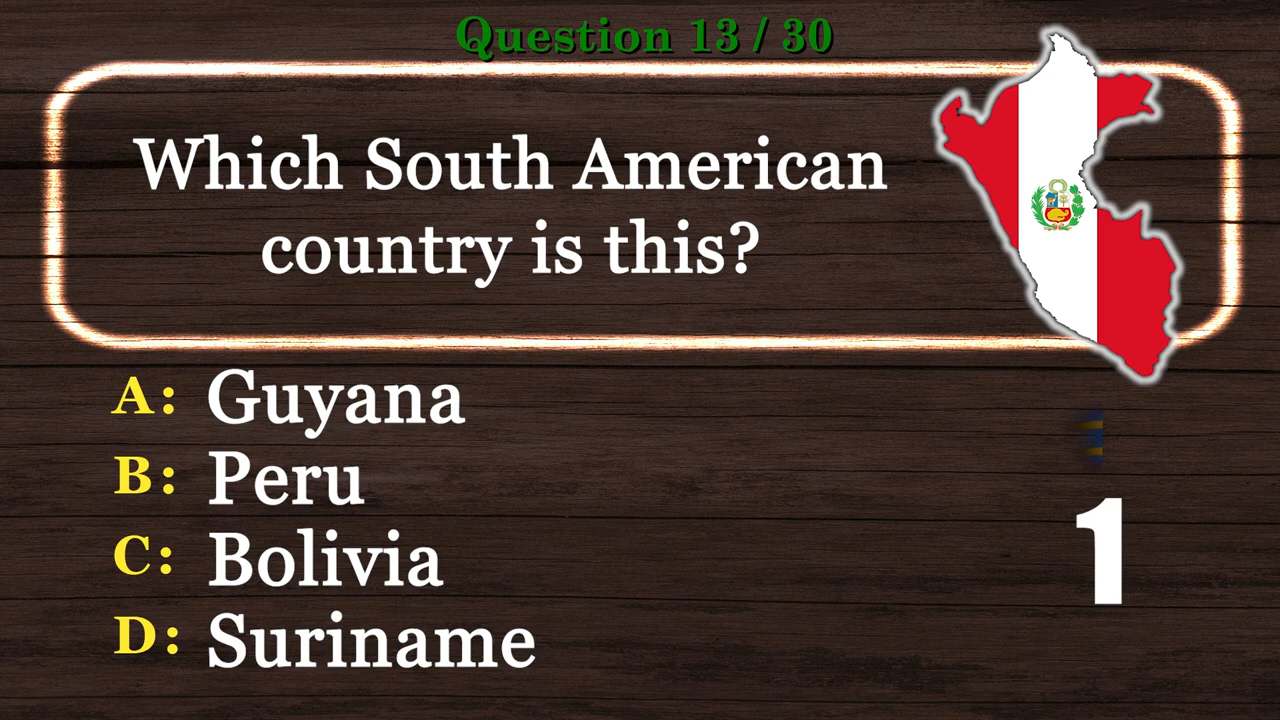 Question 13 / 30
Which South American
country is this?
A: Guyana
B: Peru
C: Bolivia
D: Suriname
1